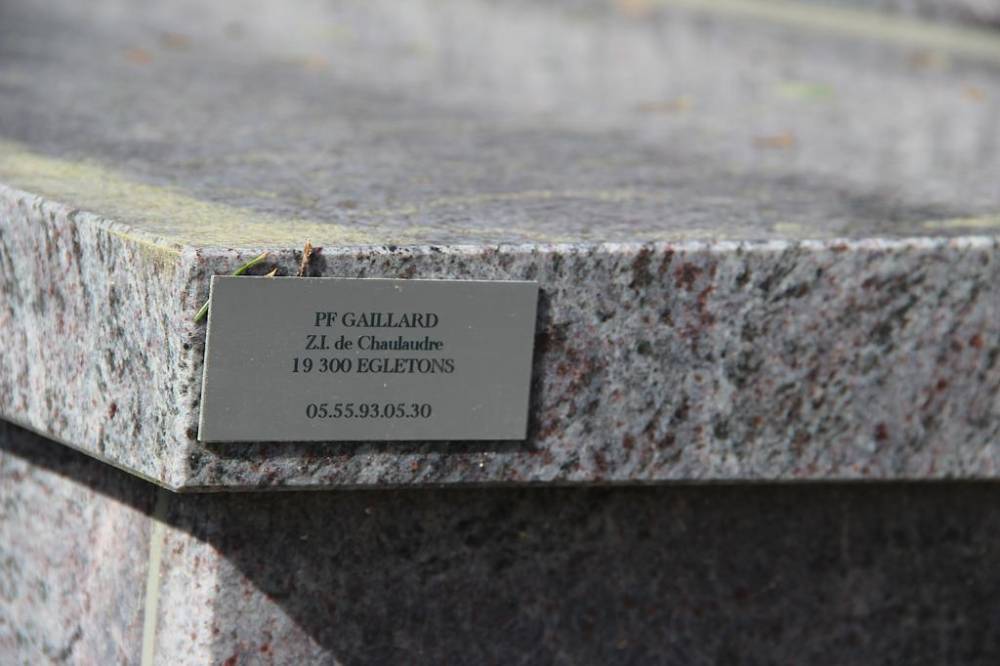 PF GAILLARD
Z.I. de Chaulaudre
19 300 EGLETONS
05.55.93.05.30